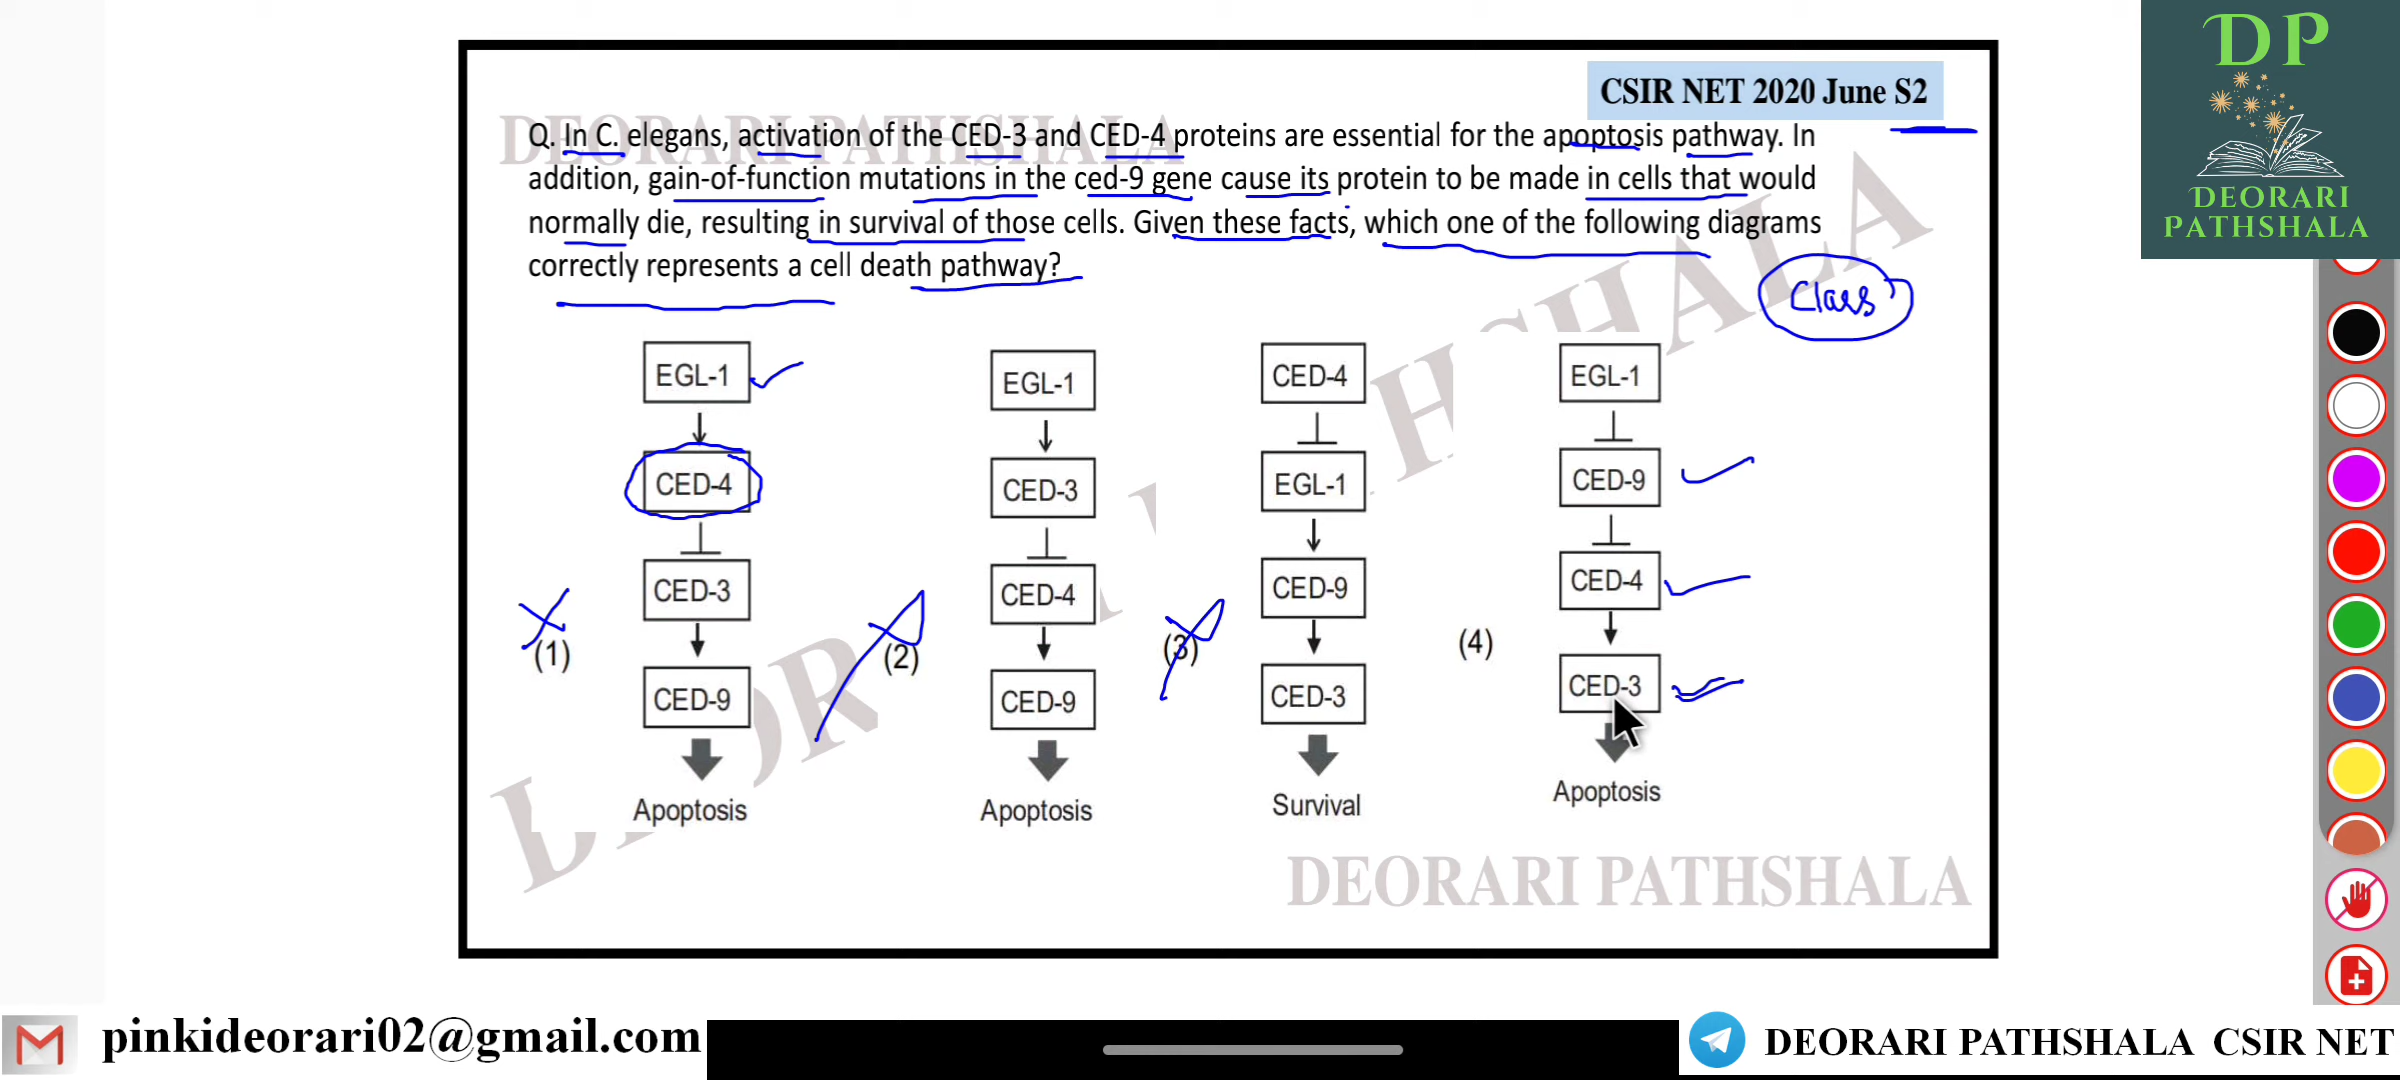 DP
DEORARI
PATHSHALA
CSIR NET 2020 June S2
DEORARI PATHSHALA
Q. In C. elegans, activation of the CED-3 and CED-4 proteins are essential for the apoptosis pathway. In
addition, gain-of-function mutations in the ced-9 gene cause its protein to be made in cells that would
normally die, resulting in survival of those cells. Given these facts, which one of the following diagrams
correctly represents a cell death pathway?
Class
(1)
EGL-1
CED-4
CED-3
CED-9
Apoptosis
(2)
EGL-1
CED-3
CED-4
CED-9
Apoptosis
(3)
CED-4
EGL-1
CED-9
CED-3
Survival
(4)
EGL-1
CED-9
CED-4
CED-3
Apoptosis
DEORARI PATHSHALA
pinkideorari02@gmail.com
DEORARI PATHSHALA CSIR NET